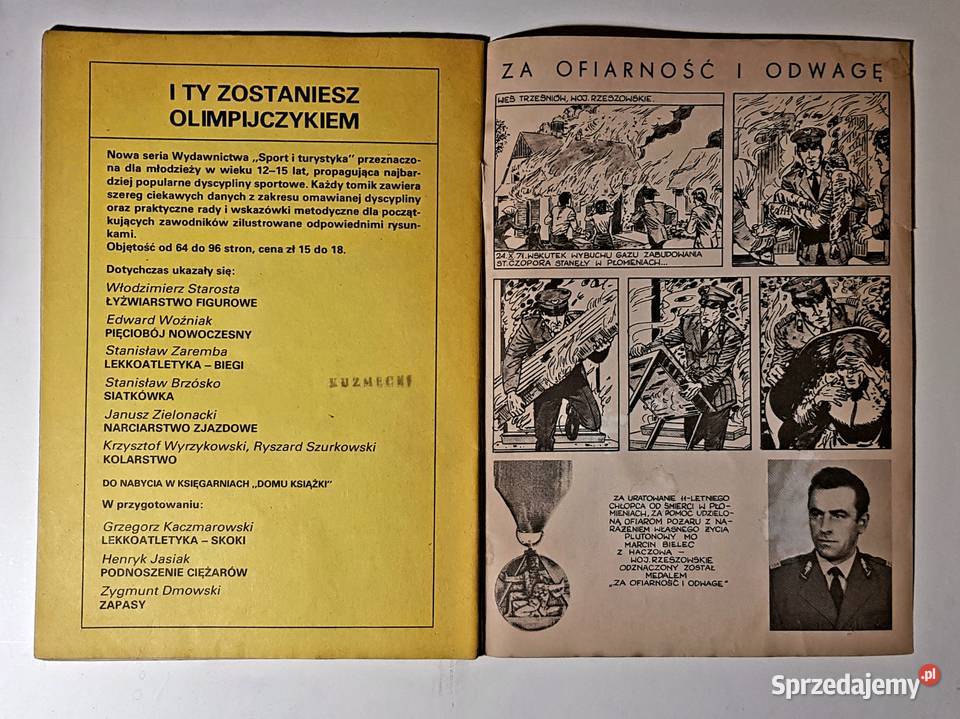 I TY ZOSTANIESZ
OLIMPIJCZYKIEM
Nowa seria Wydawnictwa „Sport i turystyka" przeznaczo-
na dla młodzieży w wieku 12–15 lat, propagująca najbar-
dziej popularne dyscypliny sportowe. Każdy tomik zawiera
szereg ciekawych danych z zakresu omawianej dyscypliny
oraz praktyczne rady i wskazówki metodyczne dla począt-
kujących zawodników zilustrowane odpowiednimi rysun-
kami.
Objętość od 64 do 96 stron, cena zł 15 do 18.
Dotychczas ukazały się:
Włodzimierz Starosta
ŁYŻWIARSTWO FIGUROWE
Edward Woźniak
PIĘCIOBÓJ NOWOCZESNY
Stanisław Zaremba
LEKKOATLETYKA – BIEGI
Stanisław Brzósko
SIATKÓWKA
KUZMECKI
Janusz Zielonacki
NARCIARSTWO ZJAZDOWE
Krzysztof Wyrzykowski, Ryszard Szurkowski
KOLARSTWO
DO NABYCIA W KSIĘGARNIACH „DOMU KSIĄŻKI"
W przygotowaniu:
Grzegorz Kaczmarowski
LEKKOATLETYKA – SKOKI
Henryk Jasiak
PODNOSZENIE CIĘŻARÓW
Zygmunt Dmowski
ZAPASY
ZA OFIARNOŚĆ I ODWAGĘ
WIEŚ TRZEŚNIÓW, WOJ. RZESZOWSKIE.
24.X.71. WSKUTEK WYBUCHU GAZU ZABUDOWANIA
ST. CZOPORA STANĘŁY W PŁOMIENIACH...
ZA URATOWANIE 11-LETNIEGO
CHŁOPCA OD ŚMIERCI W PŁO-
MIENIACH, ZA POMOC UDZIELO-
NĄ OFIAROM POŻARU Z NA-
RAŻENIEM WŁASNEGO ŻYCIA
PLUTONOWY MO
MARCIN BIELEC
Z HACZOWA –
WOJ. RZESZOWSKIE
ODZNACZONY ZOSTAŁ
MEDALEM
„ZA OFIARNOŚĆ I ODWAGĘ"
Sprzedajemy.pl